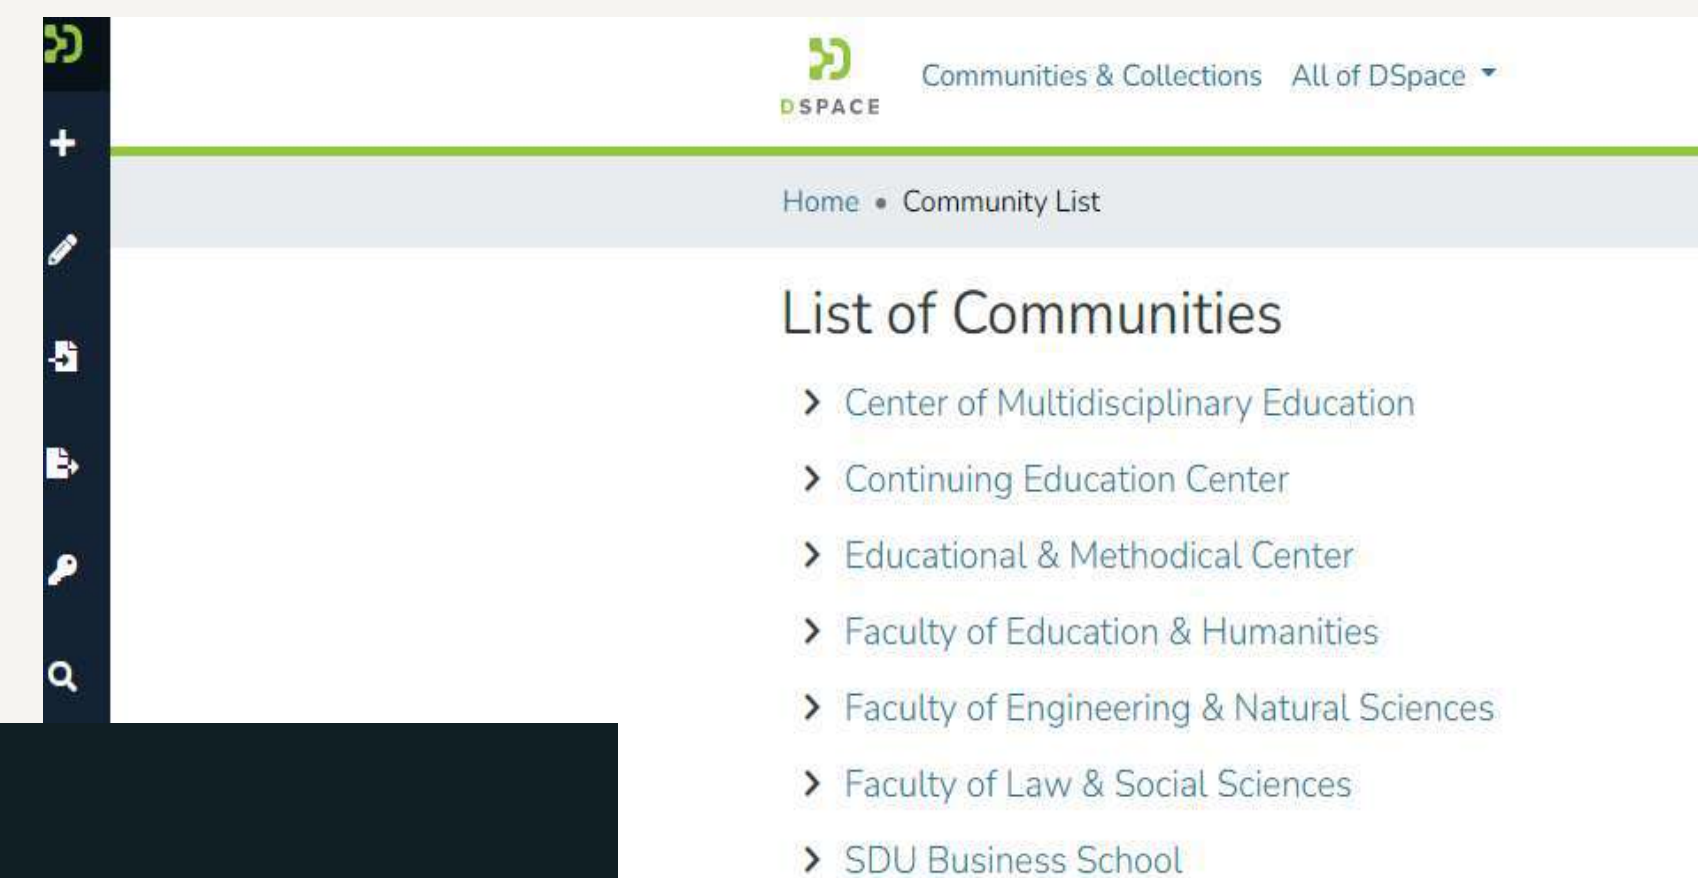 DSPACE
Communities & Collections All of DSpace
Home • Community List
List of Communities
Center of Multidisciplinary Education
Continuing Education Center
Educational & Methodical Center
Faculty of Education & Humanities
Faculty of Engineering & Natural Sciences
Faculty of Law & Social Sciences
SDU Business School